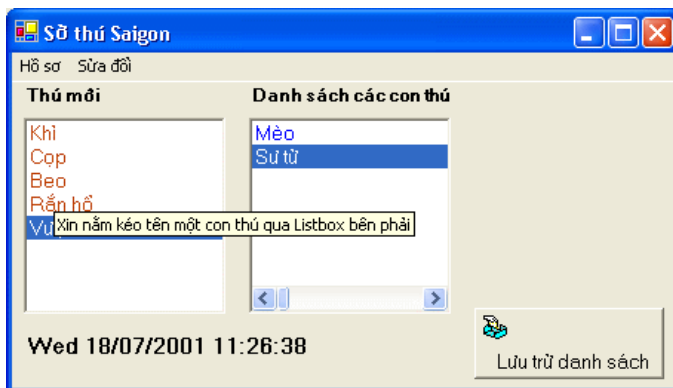 Sở thú Saigon
Hồ sơ Sửa đổi
Thú mới
Danh sách các con thú
Khỉ
Cọp
Beo
Rắn hổ
Xin nắm kéo tên một con thú qua Listbox bên phải
Mèo
Sư tử
Wed 18/07/2001 11:26:38
Lưu trữ danh sách